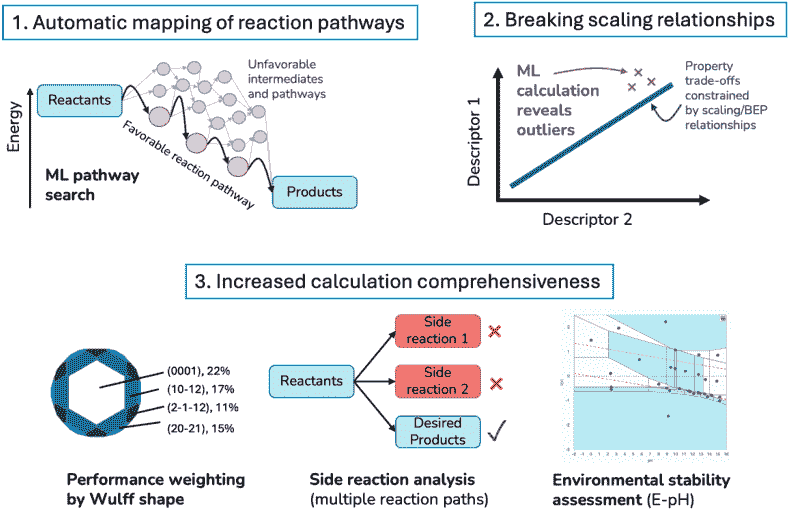 1. Automatic mapping of reaction pathways
Energy
Reactants
Unfavorable
intermediates
and pathways
Favorable reaction pathway
ML pathway
search
Products
2. Breaking scaling relationships
Descriptor 1
ML
calculation
reveals
outliers
Property
trade-offs
constrained
by scaling/BEP
relationships
Descriptor 2
3. Increased calculation comprehensiveness
(0001), 22%
(10-12), 17%
(2-1-12), 11%
(20-21), 15%
Performance weighting
by Wulff shape
Reactants
Side
reaction 1
Side
reaction 2
Desired
Products
Side reaction analysis
(multiple reaction paths)
Environmental stability
assessment (E-pH)